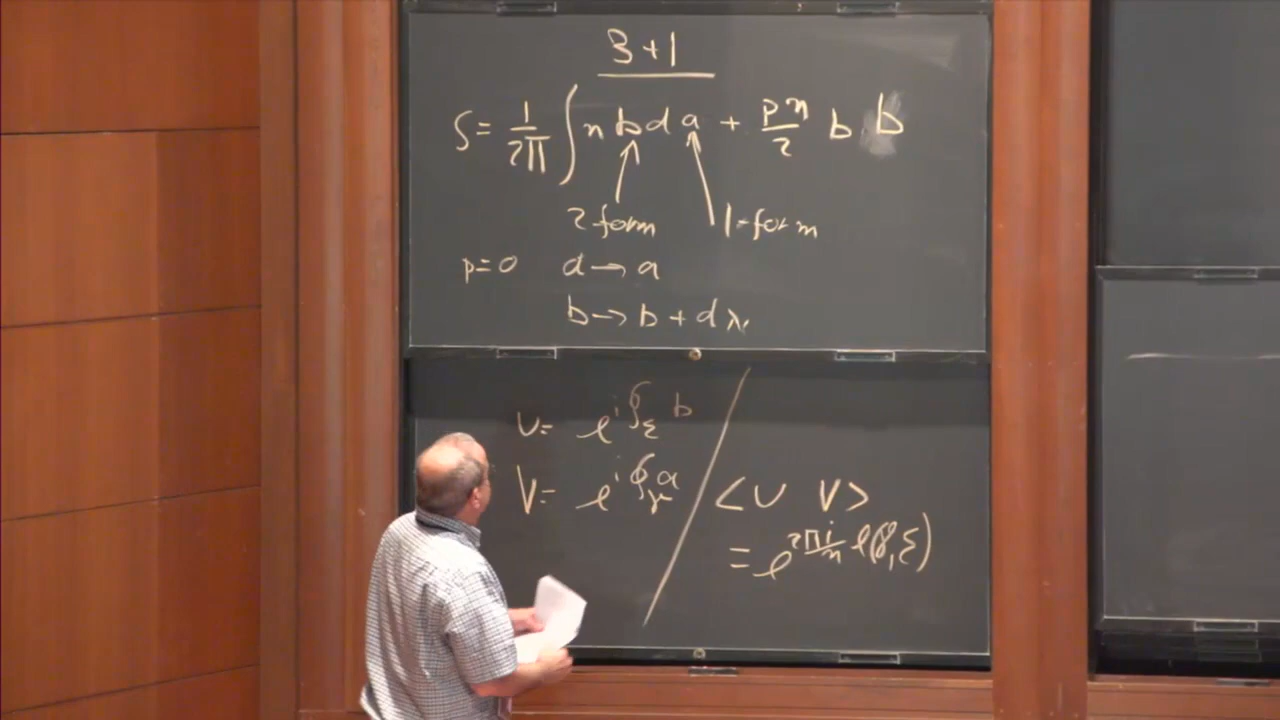 3+1
S = 1/2π ∫ n b d a + pn/2 b b
2 form 1-form
p=0 a → a
b → b + dλ
U = e^{i∮_Σ b}
V = e^{i∮_γ a}
<U V>
= e^{2πi/n ℓ(γ,Σ)}